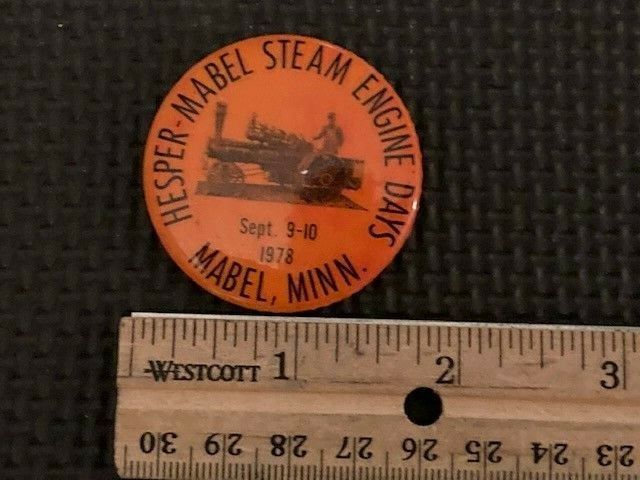 HESPER-MABEL STEAM ENGINE DAYS
Sept. 9-10
1978
MABEL, MINN.
WESTCOTT 1 2 3
30 29 28 27 26 25 24 23